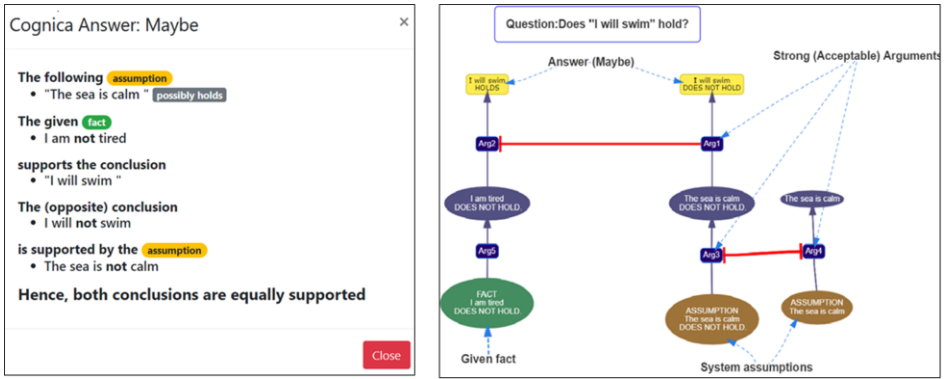 Cognica Answer: Maybe
×
The following assumption
• "The sea is calm " possibly holds
The given fact
• I am not tired
supports the conclusion
• "I will swim "
The (opposite) conclusion
• I will not swim
is supported by the assumption
• The sea is not calm
Hence, both conclusions are equally supported
Close
Question:Does "I will swim" hold?
Answer (Maybe)
Strong (Acceptable) Arguments
I will swim
HOLDS
I will swim
DOES NOT HOLD
Arg2
Arg1
I am tired
DOES NOT HOLD.
The sea is calm
DOES NOT HOLD.
The sea is calm
Arg5
Arg3
Arg4
FACT
I am tired
DOES NOT HOLD.
ASSUMPTION
The sea is calm
DOES NOT HOLD.
ASSUMPTION
The sea is calm
Given fact
System assumptions